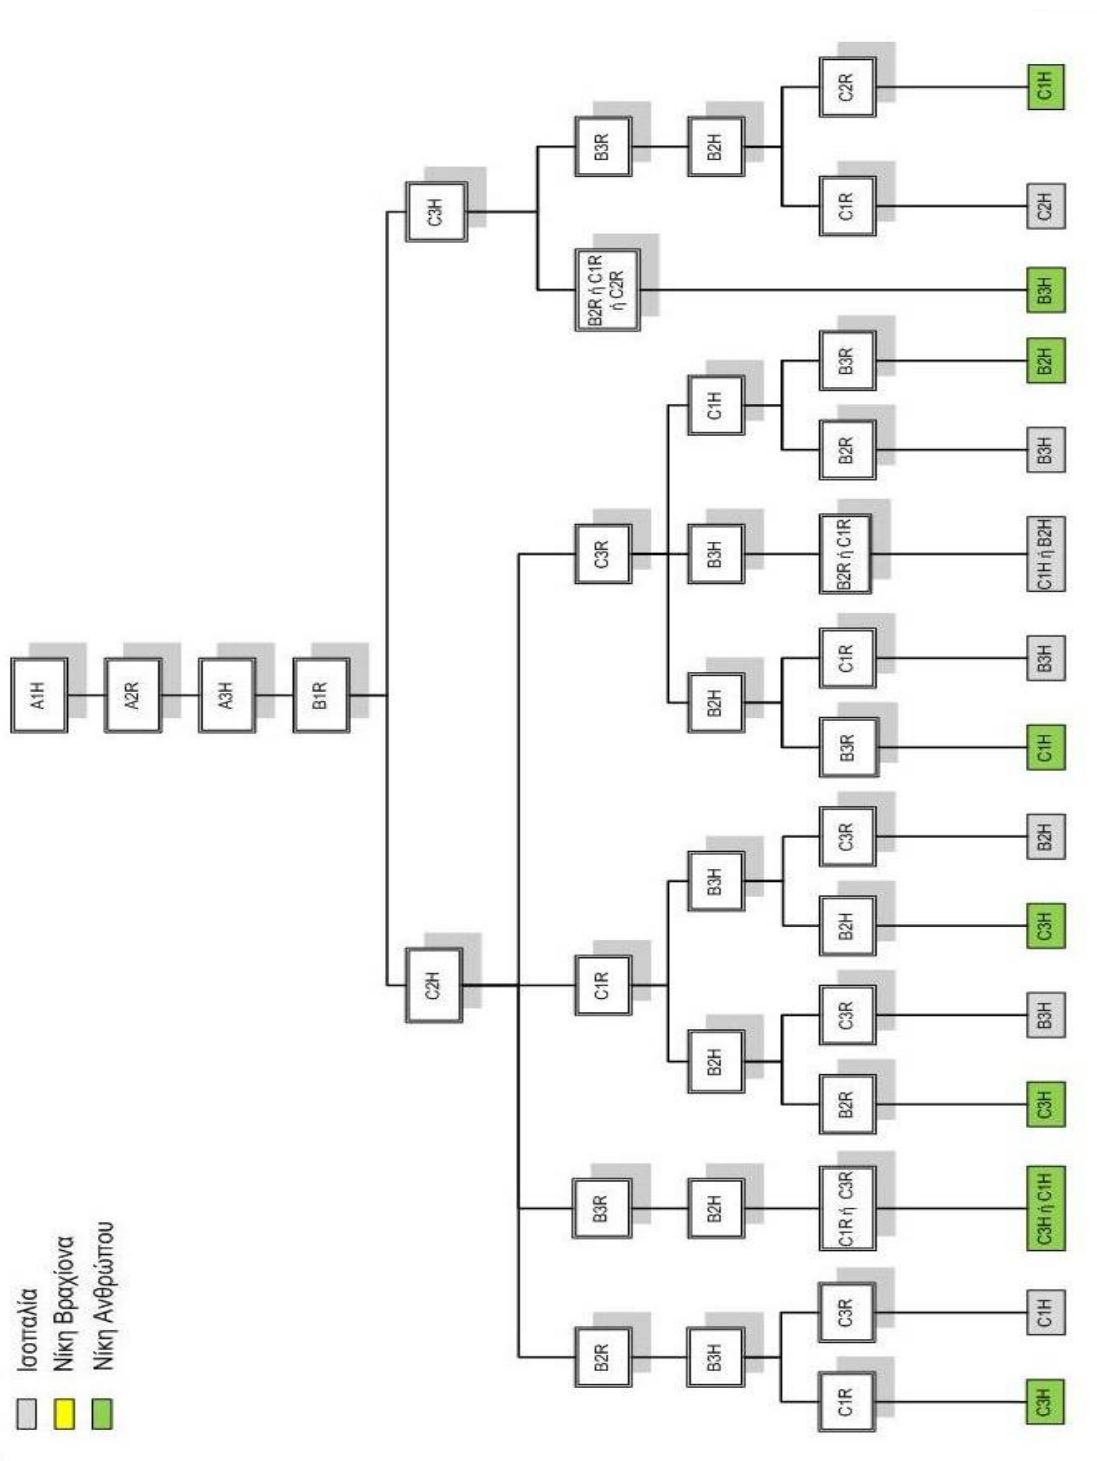 Ισοπαλία
Νίκη Βραχίονα
Νίκη Ανθρώπου
A1H
A2R
A3H
B1R
C2H
C3H
B2R
B3R
C1R
C3R
B2R ή C1R
ή C2R
B3R
B3H
B2H
B2H
B3H
B2H
B3H
C1H
B2H
C1R
C3R
C1R ή C3R
B2R
C3R
B2H
C3R
B3R
C1R
B2R ή C1R
B2R
B3R
C1R
C2R
C3H
C1H
C3H ή C1H
C3H
B3H
C3H
B2H
C1H
B3H
C1H ή B2H
B3H
B2H
B3H
C2H
C1H